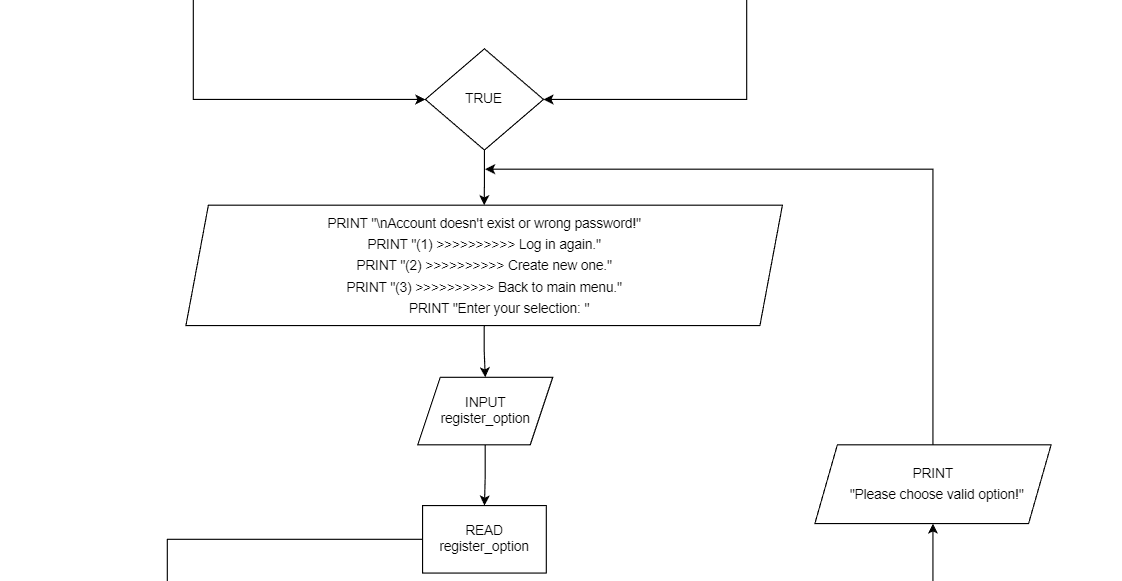 TRUE
PRINT "\nAccount doesn't exist or wrong password!"
PRINT "(1) >>>>>>>>>> Log in again."
PRINT "(2) >>>>>>>>>> Create new one."
PRINT "(3) >>>>>>>>>> Back to main menu."
PRINT "Enter your selection: "
INPUT
register_option
PRINT
"Please choose valid option!"
READ
register_option